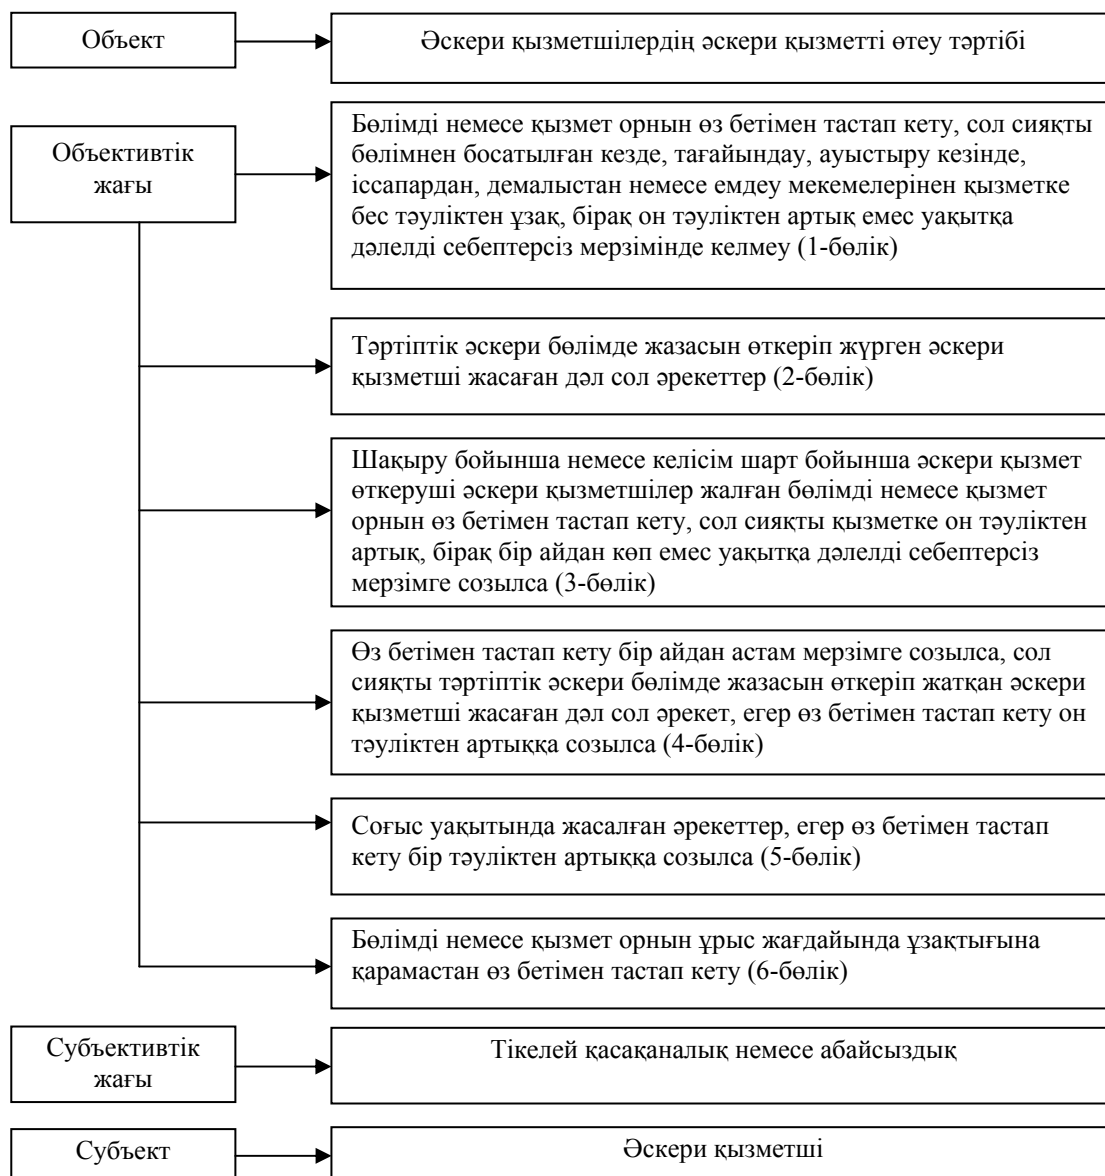 Объект
Әскери қызметшілердің әскери қызметті өтеу тәртібі
Объективтік
жағы
Бөлімді немесе қызмет орнын өз бетімен тастап кету, сол сияқты
бөлімнен босатылған кезде, тағайындау, ауыстыру кезінде,
іссапардан, демалыстан немесе емдеу мекемелерінен қызметке
бес тәуліктен ұзақ, бірақ он тәуліктен артық емес уақытқа
дәлелді себептерсіз мерзімінде келмеу (1-бөлік)
Тәртіптік әскери бөлімде жазасын өткеріп жүрген әскери
қызметші жасаған дәл сол әрекеттер (2-бөлік)
Шақыру бойынша немесе келісім шарт бойынша әскери қызмет
өткеруші әскери қызметшілер жалған бөлімді немесе қызмет
орнын өз бетімен тастап кету, сол сияқты қызметке он тәуліктен
артық, бірақ бір айдан көп емес уақытқа дәлелді себептерсіз
мерзімге созылса (3-бөлік)
Өз бетімен тастап кету бір айдан астам мерзімге созылса, сол
сияқты тәртіптік әскери бөлімде жазасын өткеріп жатқан әскери
қызметші жасаған дәл сол әрекет, егер өз бетімен тастап кету он
тәуліктен артыққа созылса (4-бөлік)
Соғыс уақытында жасалған әрекеттер, егер өз бетімен тастап
кету бір тәуліктен артыққа созылса (5-бөлік)
Бөлімді немесе қызмет орнын ұрыс жағдайында ұзақтығына
қарамастан өз бетімен тастап кету (6-бөлік)
Субъективтік
жағы
Тікелей қасақаналық немесе абайсыздық
Субъект
Әскери қызметші